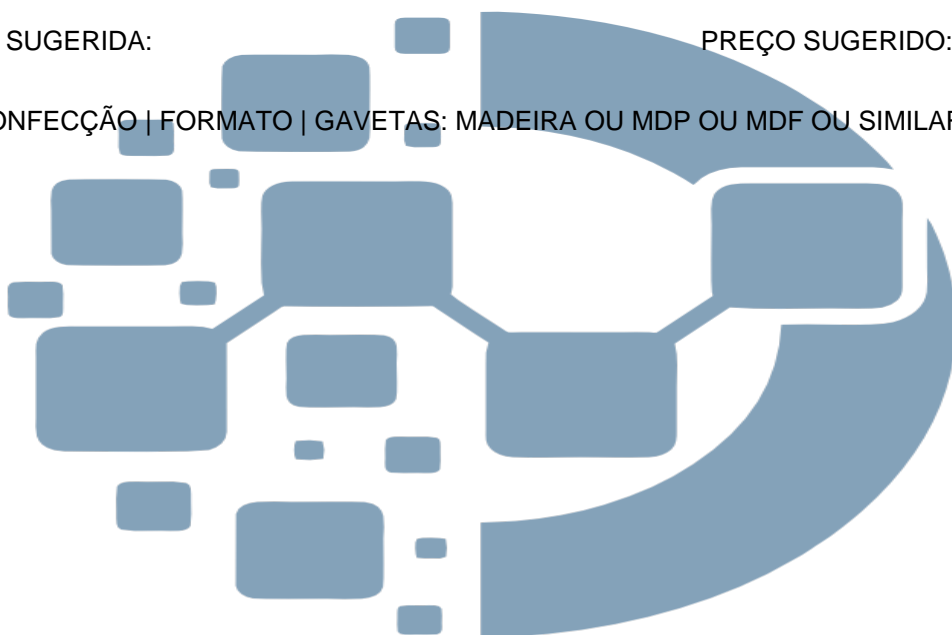 SUGERIDA: PREÇO SUGERIDO:
ONFECÇÃO | FORMATO | GAVETAS: MADEIRA OU MDP OU MDF OU SIMILAR